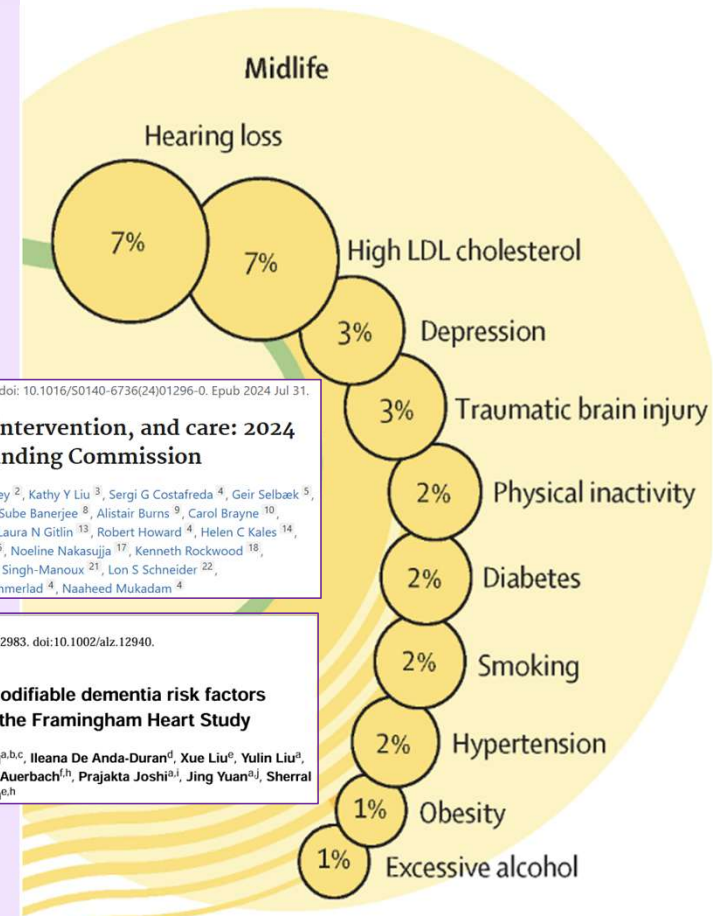 Midlife
Hearing loss
7%
7%
High LDL cholesterol
3%
Depression
3%
Traumatic brain injury
2%
Physical inactivity
2%
Diabetes
2%
Smoking
2%
Hypertension
1%
Obesity
1%
Excessive alcohol
doi: 10.1016/S0140-6736(24)01296-0. Epub 2024 Jul 31.
ntervention, and care: 2024
nding Commission
ey 2, Kathy Y Liu 3, Sergi G Costafreda 4, Geir Selbæk 5,
Sube Banerjee 8, Alistair Burns 9, Carol Brayne 10,
Laura N Gitlin 13, Robert Howard 4, Helen C Kales 14,
, Noeline Nakasujja 17, Kenneth Rockwood 18,
Singh-Manoux 21, Lon S Schneider 22,
mmerlad 4, Naaheed Mukadam 4
2983. doi:10.1002/alz.12940.
odifiable dementia risk factors
the Framingham Heart Study
a,b,c, Ileana De Anda-Duran d, Xue Liu e, Yulin Liu a,
Auerbach f,h, Prajakta Joshi a,i, Jing Yuan a,j, Sherral
e,h